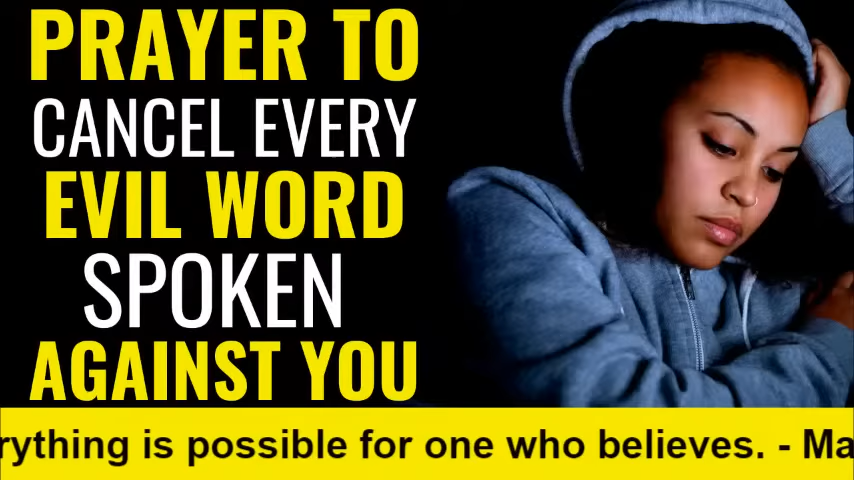 PRAYER TO
CANCEL EVERY
EVIL WORD
SPOKEN
AGAINST YOU
rything is possible for one who believes. - Ma